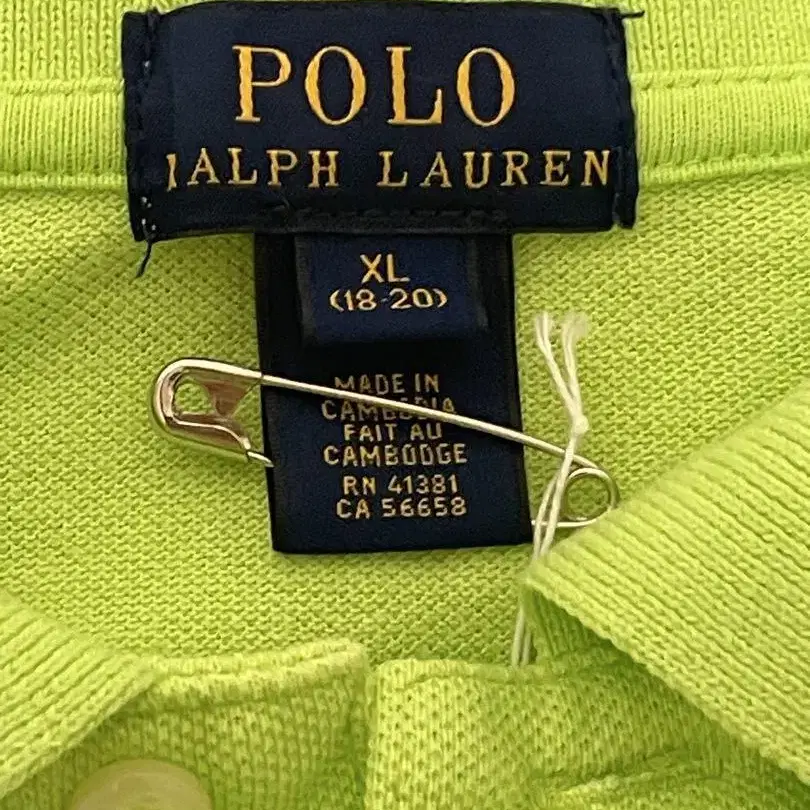 POLO
RALPH LAUREN
XL
(18-20)
MADE IN
CAMBODIA
FAIT AU
CAMBODGE
RN 41381
CA 56658